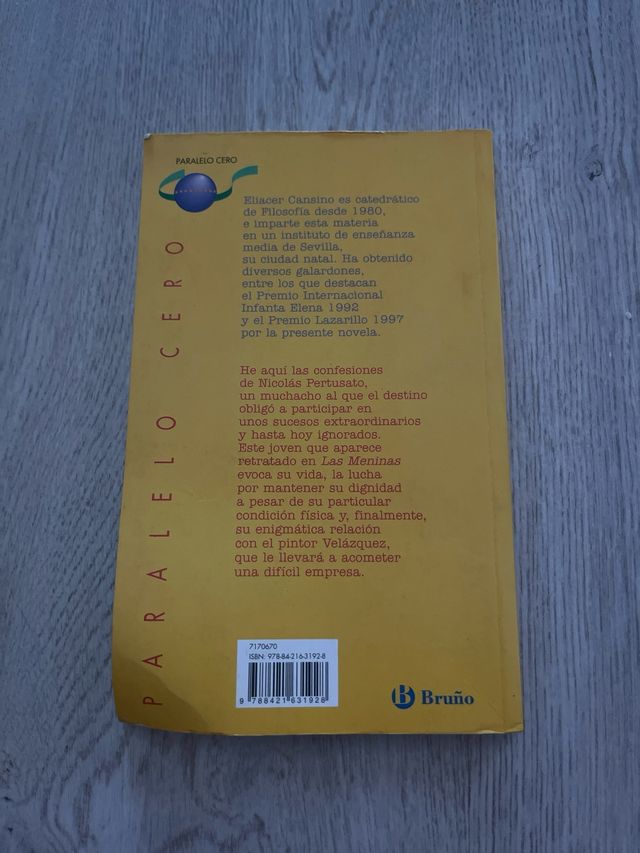 PARALELO CERO
PARALELO CERO
Eliacer Cansino es catedrático
de Filosofía desde 1980,
e imparte esta materia
en un instituto de enseñanza
media de Sevilla,
su ciudad natal. Ha obtenido
diversos galardones,
entre los que destacan
el Premio Internacional
Infanta Elena 1992
y el Premio Lazarillo 1997
por la presente novela.
He aquí las confesiones
de Nicolás Pertusato,
un muchacho al que el destino
obligó a participar en
unos sucesos extraordinarios
y hasta hoy ignorados.
Este joven que aparece
retratado en Las Meninas
evoca su vida, la lucha
por mantener su dignidad
a pesar de su particular
condición física y, finalmente,
su enigmática relación
con el pintor Velázquez,
que le llevará a acometer
una difícil empresa.
7170670
ISBN: 978-84-216-3192-8
9 788421 631928
Bruño